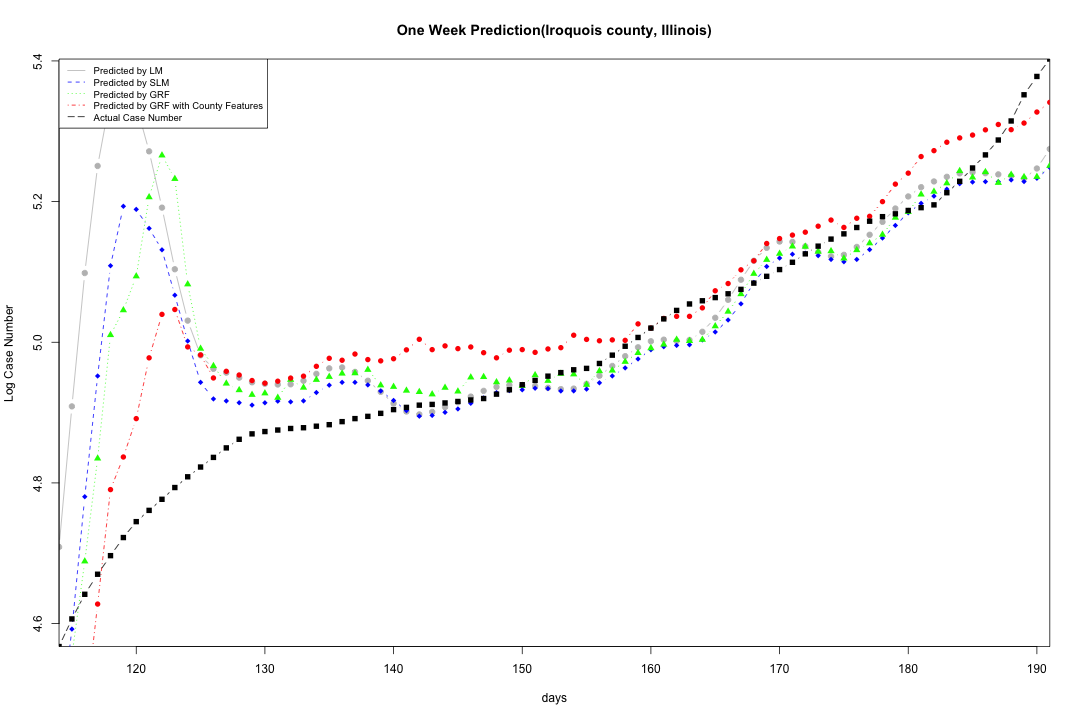 One Week Prediction(Iroquois county, Illinois)
Predicted by LM
Predicted by SLM
Predicted by GRF
Predicted by GRF with County Features
Actual Case Number
Log Case Number
5.4
5.2
5.0
4.8
4.6
120 130 140 150 160 170 180 190
days